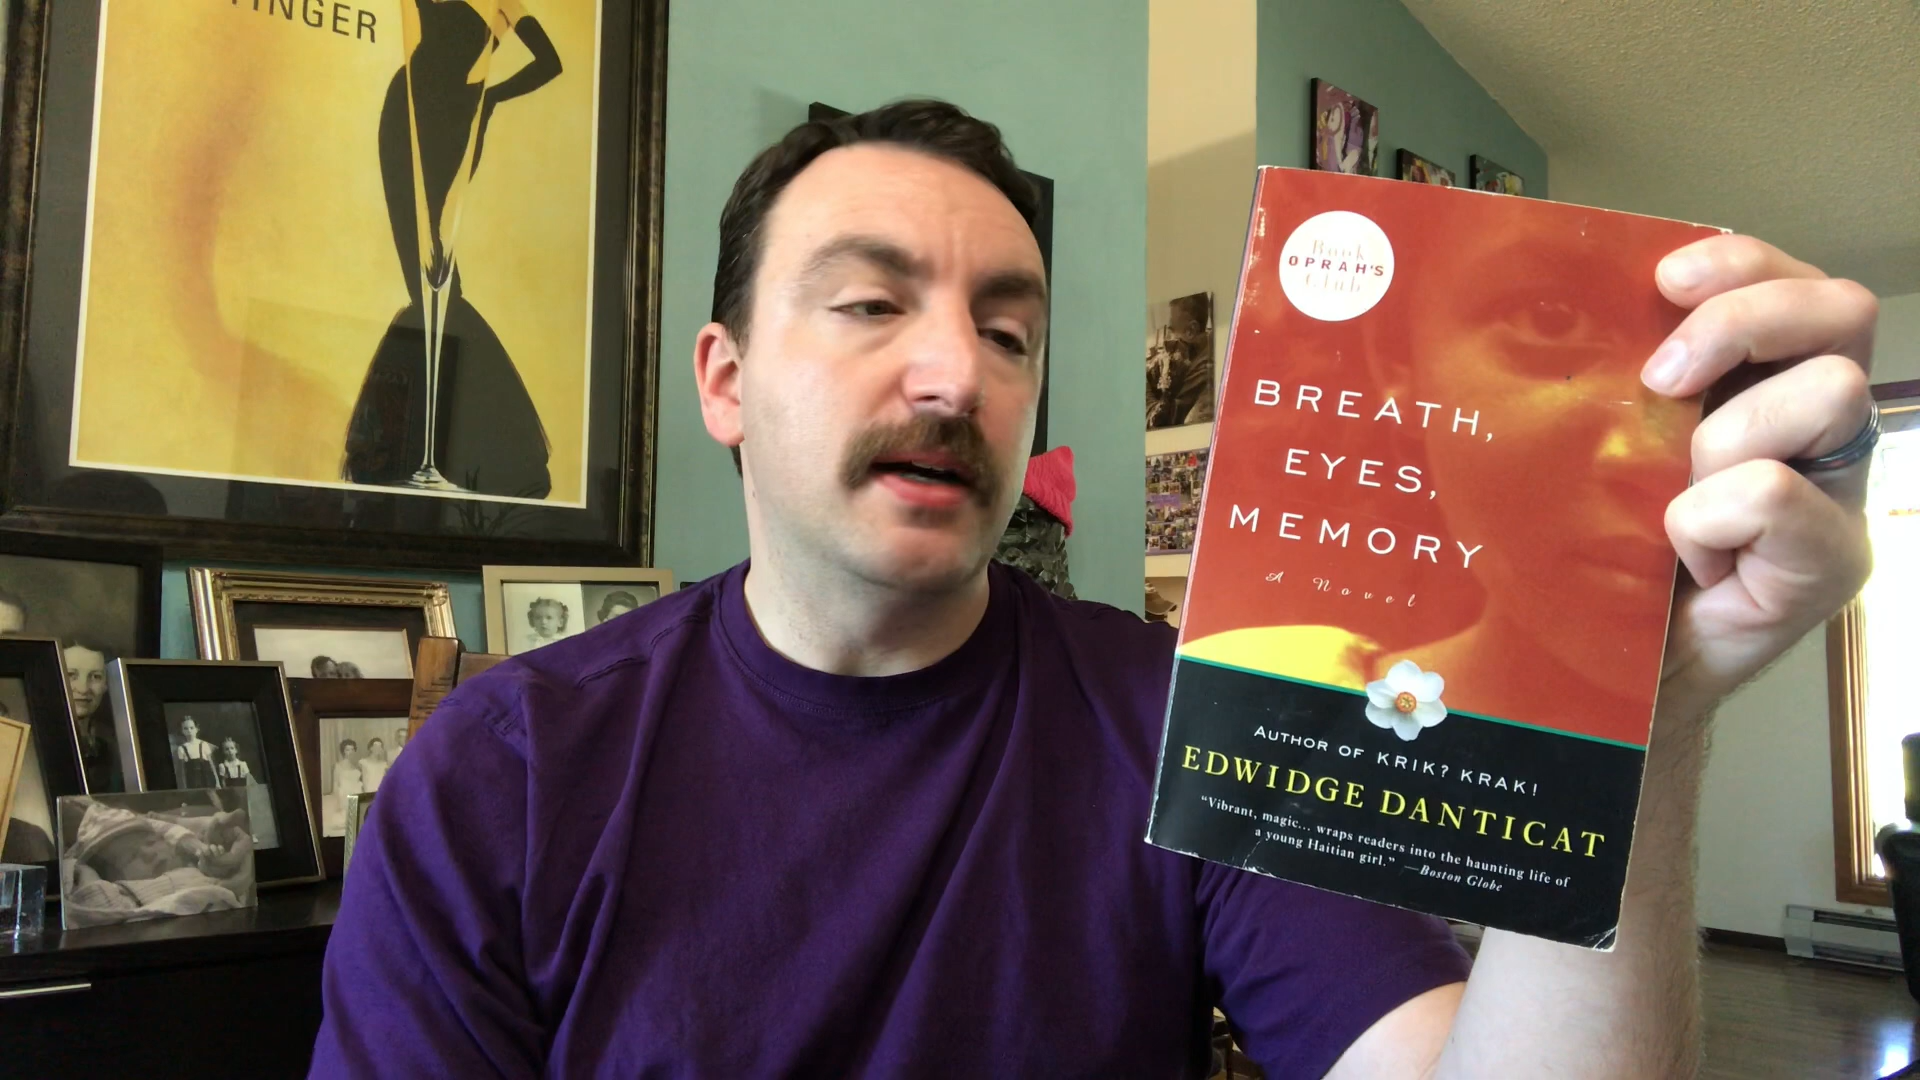 TINGER
Book
OPRAH'S
Club
BREATH,
EYES,
MEMORY
A Novel
AUTHOR OF KRIK? KRAK!
EDWIDGE DANTICAT
"Vibrant, magic... wraps readers into the haunting life of
a young Haitian girl." —Boston Globe